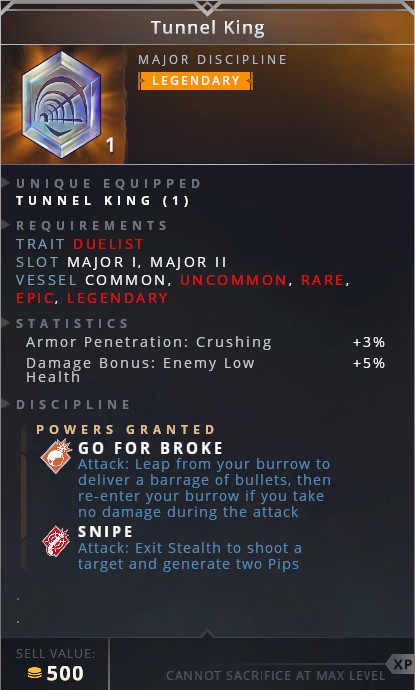 Tunnel King
MAJOR DISCIPLINE
LEGENDARY
1
UNIQUE EQUIPPED
TUNNEL KING (1)
REQUIREMENTS
TRAIT DUELIST
SLOT MAJOR I, MAJOR II
VESSEL COMMON, UNCOMMON, RARE,
EPIC, LEGENDARY
STATISTICS
Armor Penetration: Crushing +3%
Damage Bonus: Enemy Low +5%
Health
DISCIPLINE
POWERS GRANTED
GO FOR BROKE
Attack: Leap from your burrow to
deliver a barrage of bullets, then
re-enter your burrow if you take
no damage during the attack
SNIPE
Attack: Exit Stealth to shoot a
target and generate two Pips
.
.
SELL VALUE:
500
XP
CANNOT SACRIFICE AT MAX LEVEL